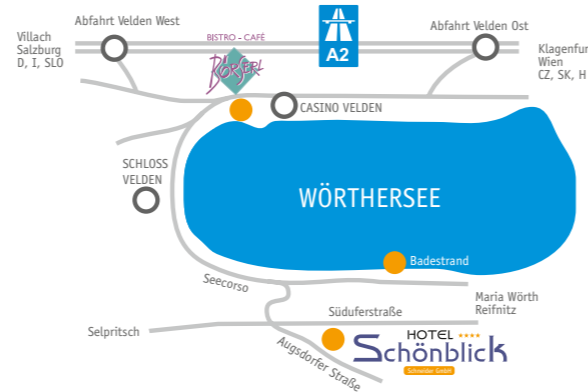 Abfahrt Velden West
Villach
Salzburg
D, I, SLO
BISTRO - CAFÉ
BÖRSERL
A2
Abfahrt Velden Ost
Klagenfur
Wien
CZ, SK, H
CASINO VELDEN
SCHLOSS
VELDEN
WÖRTHERSEE
Badestrand
Seecorso
Maria Wörth
Reifnitz
Süduferstraße
Selpritsch
Augsdorfer Straße
HOTEL ****
Schönblick
Schneider GmbH